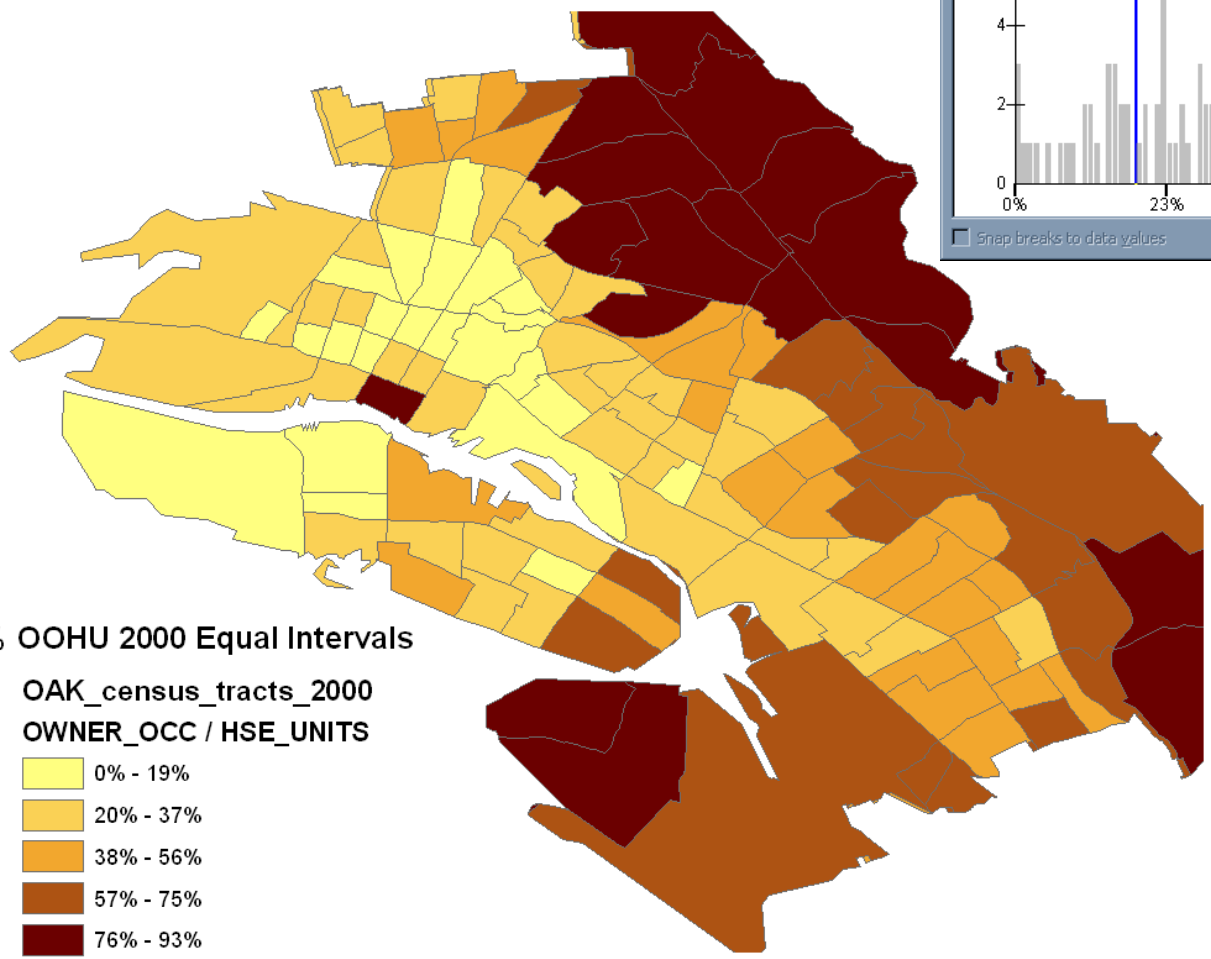 4
2
0
0%
23%
Snap breaks to data values
% OOHU 2000 Equal Intervals
OAK_census_tracts_2000
OWNER_OCC / HSE_UNITS
0% - 19%
20% - 37%
38% - 56%
57% - 75%
76% - 93%